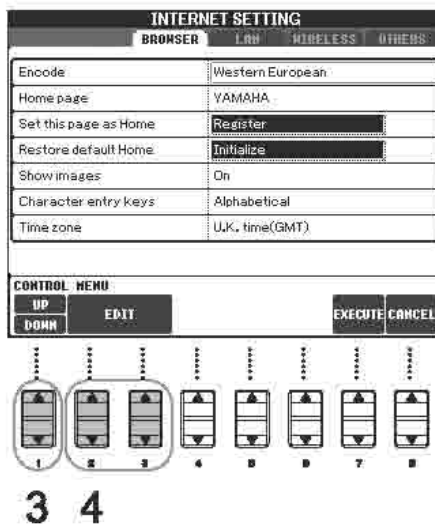 INTERNET SETTING
BROWSER LAN WIRELESS OTHERS
Encode Western European
Home page YAMAHA
Set this page as Home Register
Restore default Home Initialize
Show images On
Character entry keys Alphabetical
Time zone U.K. time(GMT)
CONTROL MENU
UP
DOWN
EDIT EXECUTE CANCEL
1 2 3 4 5 6 7 8
3 4